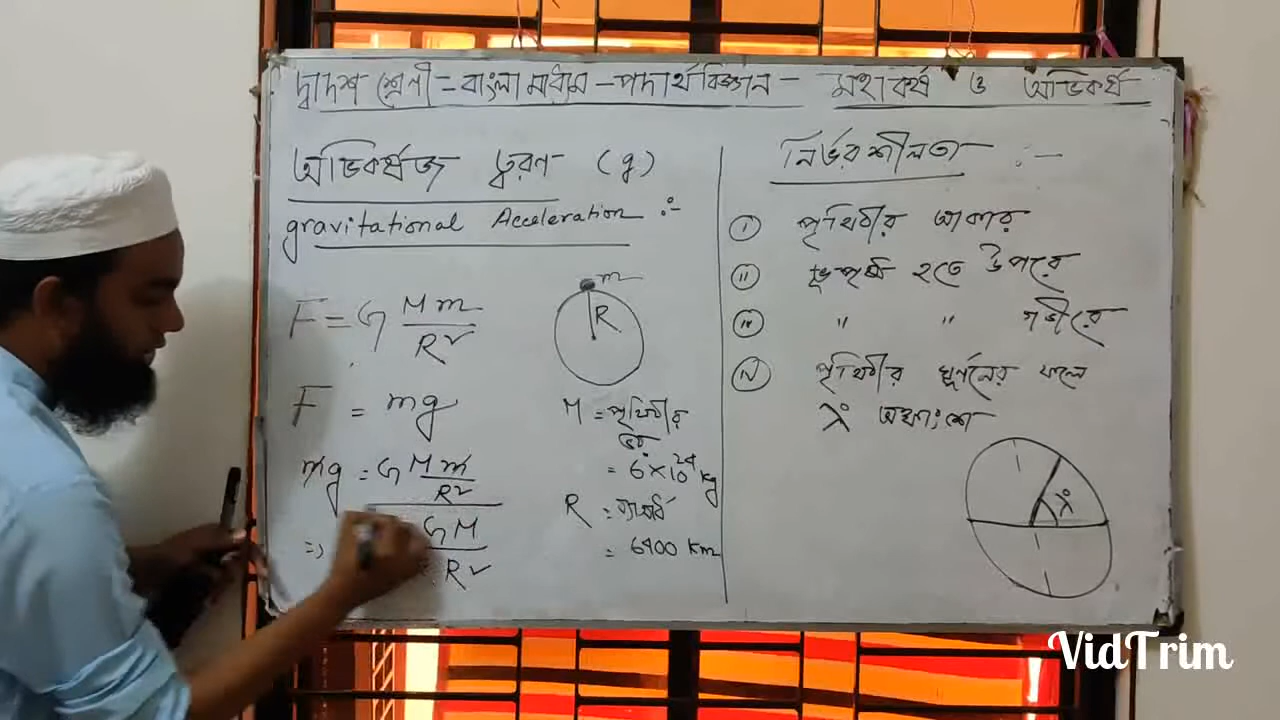 দ্বাদশ শ্রেণী - বাংলা মাধ্যম - পদার্থ বিজ্ঞান - মহাকর্ষ ও অভিকর্ষ
অভিকর্ষজ ত্বরণ (g)
gravitational Acceleration :-
F = G Mm/R²
F = mg
mg = G Mm/R²
=> GM/R²
m
R
M = পৃথিবীর ভর
= 6×10²⁴ kg
R = ব্যাসার্ধ
= 6400 km
নির্ভরশীলতা :-
(i) পৃথিবীর আকার
(ii) ভূপৃষ্ঠ হতে উপরে
(iii) " " গভীরে
(iv) পৃথিবীর ঘূর্ণনের ফলে
λ° অক্ষাংশে
λ°
VidTrim